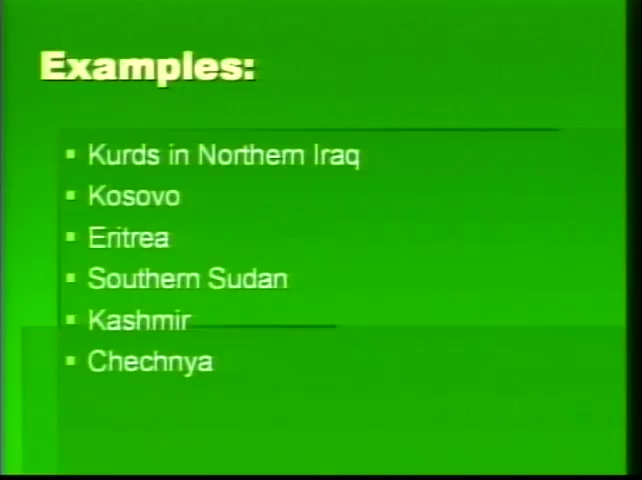 Examples:
Kurds in Northern Iraq
Kosovo
Eritrea
Southern Sudan
Kashmir
Chechnya